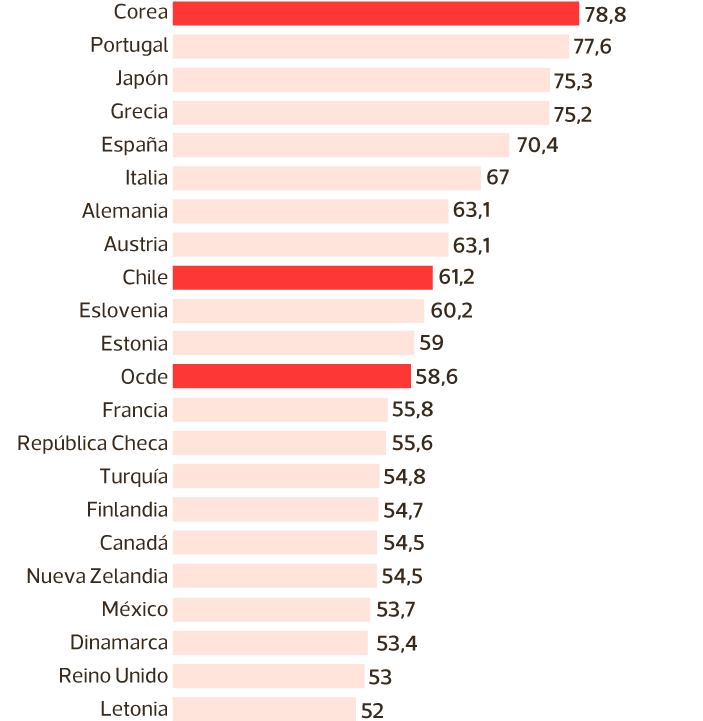 Corea 78,8
Portugal 77,6
Japón 75,3
Grecia 75,2
España 70,4
Italia 67
Alemania 63,1
Austria 63,1
Chile 61,2
Eslovenia 60,2
Estonia 59
Ocde 58,6
Francia 55,8
República Checa 55,6
Turquía 54,8
Finlandia 54,7
Canadá 54,5
Nueva Zelandia 54,5
México 53,7
Dinamarca 53,4
Reino Unido 53
Letonia 52